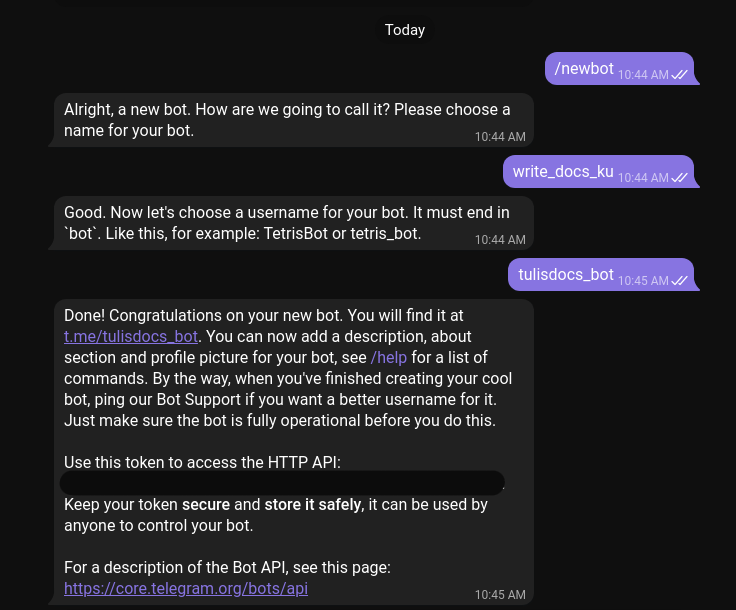 Today
/newbot 10:44 AM
Alright, a new bot. How are we going to call it? Please choose a
name for your bot.
10:44 AM
write_docs_ku 10:44 AM
Good. Now let's choose a username for your bot. It must end in
`bot`. Like this, for example: TetrisBot or tetris_bot.
10:44 AM
tulisdocs_bot 10:45 AM
Done! Congratulations on your new bot. You will find it at
t.me/tulisdocs_bot. You can now add a description, about
section and profile picture for your bot, see /help for a list of
commands. By the way, when you've finished creating your cool
bot, ping our Bot Support if you want a better username for it.
Just make sure the bot is fully operational before you do this.
Use this token to access the HTTP API:
Keep your token secure and store it safely, it can be used by
anyone to control your bot.
For a description of the Bot API, see this page:
https://core.telegram.org/bots/api
10:45 AM